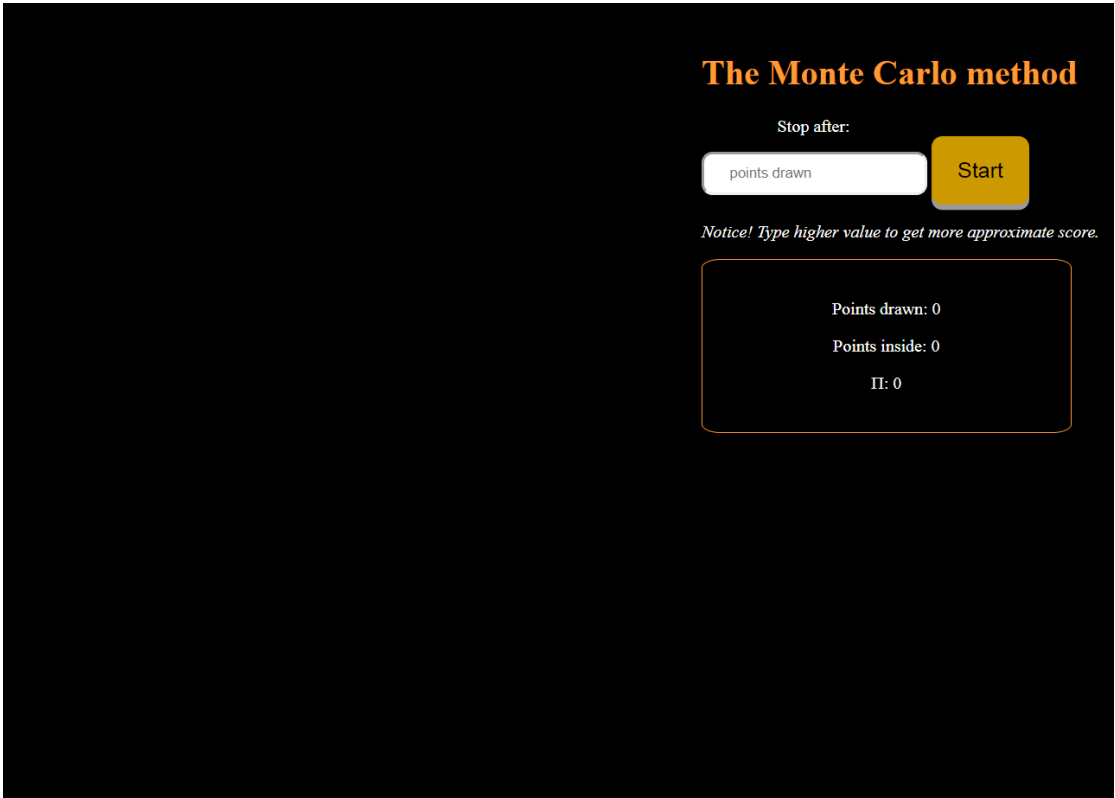 The Monte Carlo method
Stop after:
points drawn
Start
Notice! Type higher value to get more approximate score.
Points drawn: 0
Points inside: 0
Π: 0